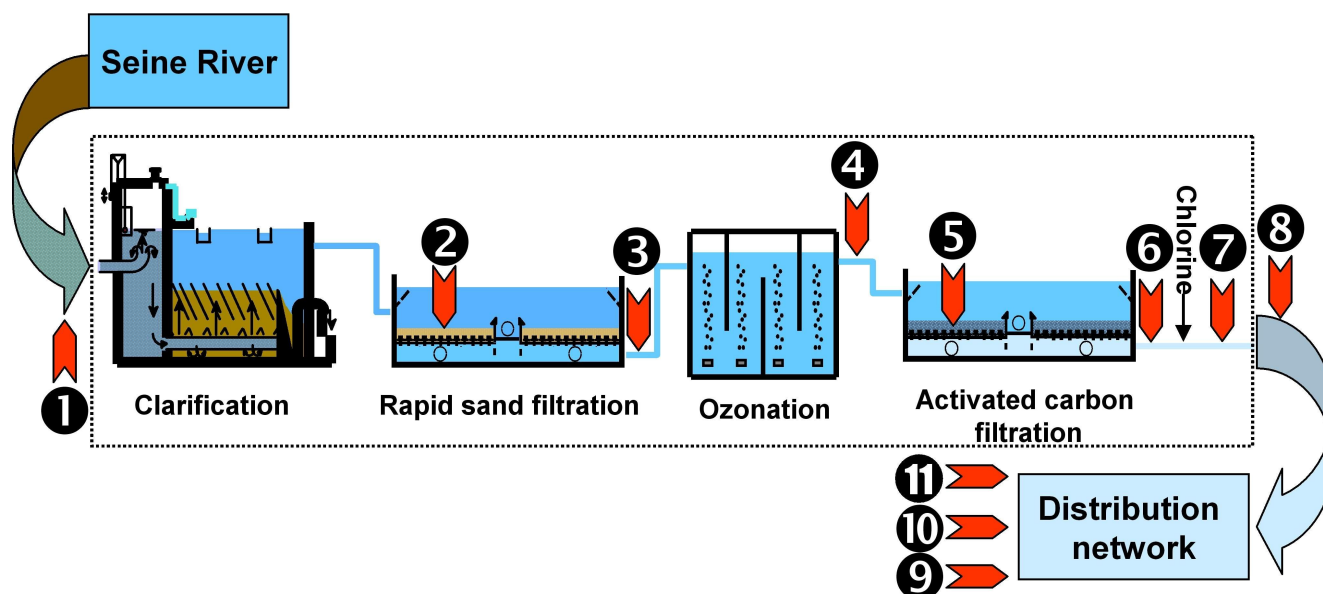 Seine River
1
Clarification
2
Rapid sand filtration
3
Ozonation
4
5
Activated carbon
filtration
6
Chlorine
7
8
11
10
9
Distribution
network